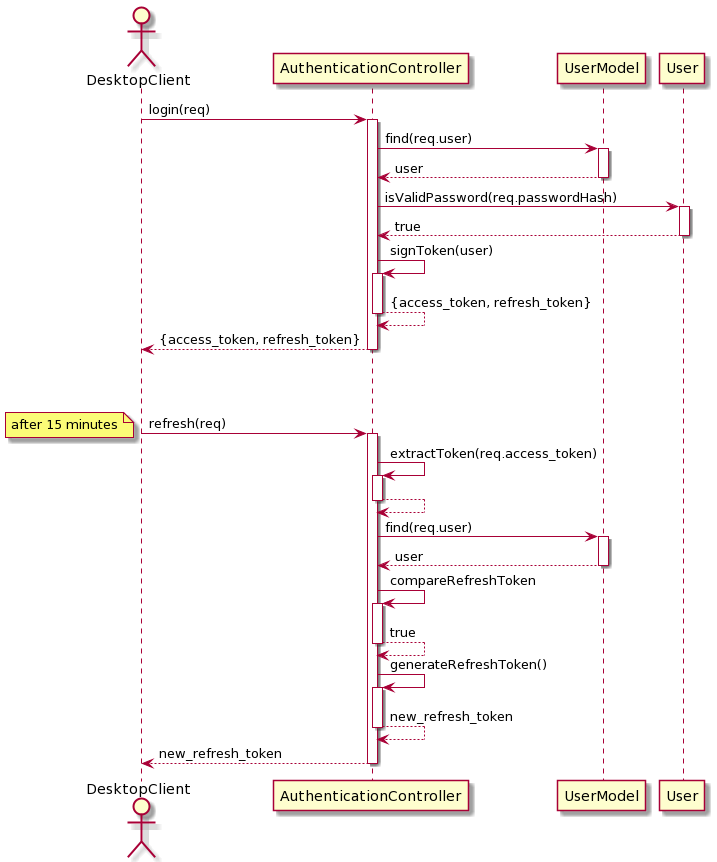 DesktopClient
AuthenticationController
UserModel
User
login(req)
find(req.user)
user
isValidPassword(req.passwordHash)
true
signToken(user)
{access_token, refresh_token}
{access_token, refresh_token}
after 15 minutes
refresh(req)
extractToken(req.access_token)
find(req.user)
user
compareRefreshToken
true
generateRefreshToken()
new_refresh_token
new_refresh_token
DesktopClient
AuthenticationController
UserModel
User